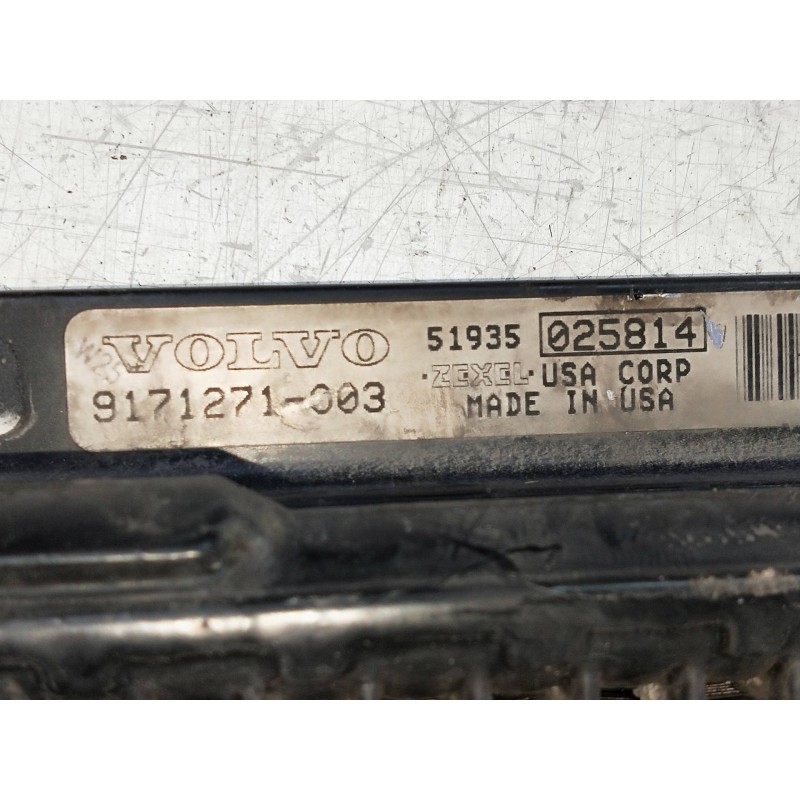 VOLVO
9171271-003
51935 025814
·ZEXEL· USA CORP
MADE IN USA